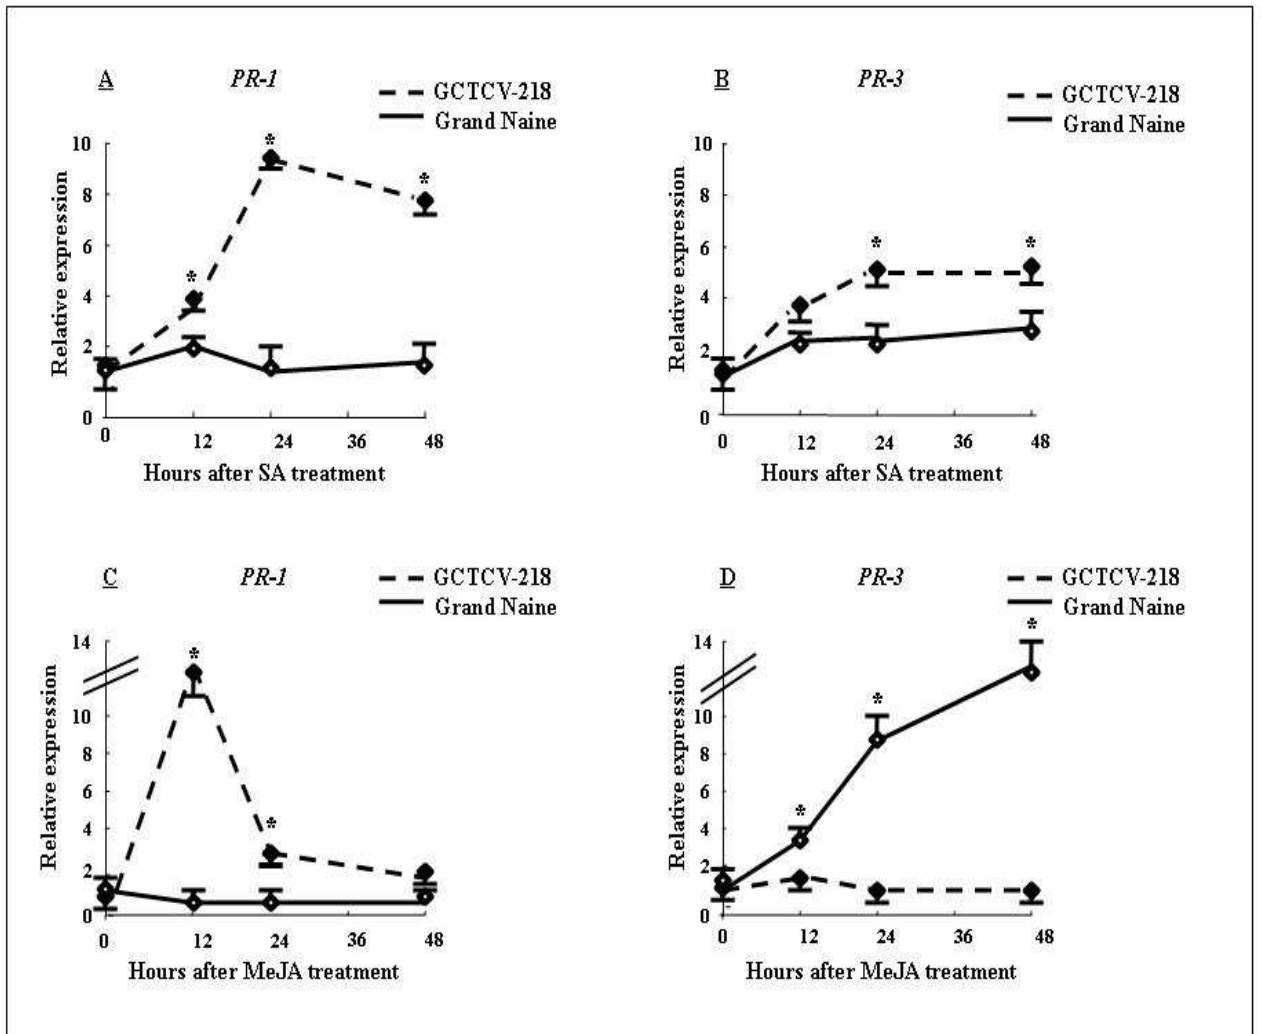 A PR-1
GCTCV-218
Grand Naine
Relative expression
10
8
6
4
2
0
* * *
0 12 24 36 48
Hours after SA treatment
B PR-3
GCTCV-218
Grand Naine
Relative expression
10
8
6
4
2
0
* *
0 12 24 36 48
Hours after SA treatment
C PR-1
GCTCV-218
Grand Naine
Relative expression
14
10
8
6
4
2
0
* *
0 12 24 36 48
Hours after MeJA treatment
D PR-3
GCTCV-218
Grand Naine
Relative expression
14
10
8
6
4
2
0
* * *
0 12 24 36 48
Hours after MeJA treatment